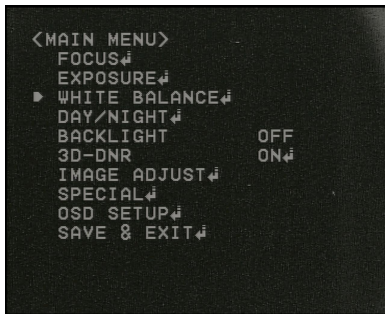 <MAIN MENU>
FOCUS↲
EXPOSURE↲
WHITE BALANCE↲
DAY/NIGHT↲
BACKLIGHT OFF
3D-DNR ON↲
IMAGE ADJUST↲
SPECIAL↲
OSD SETUP↲
SAVE & EXIT↲